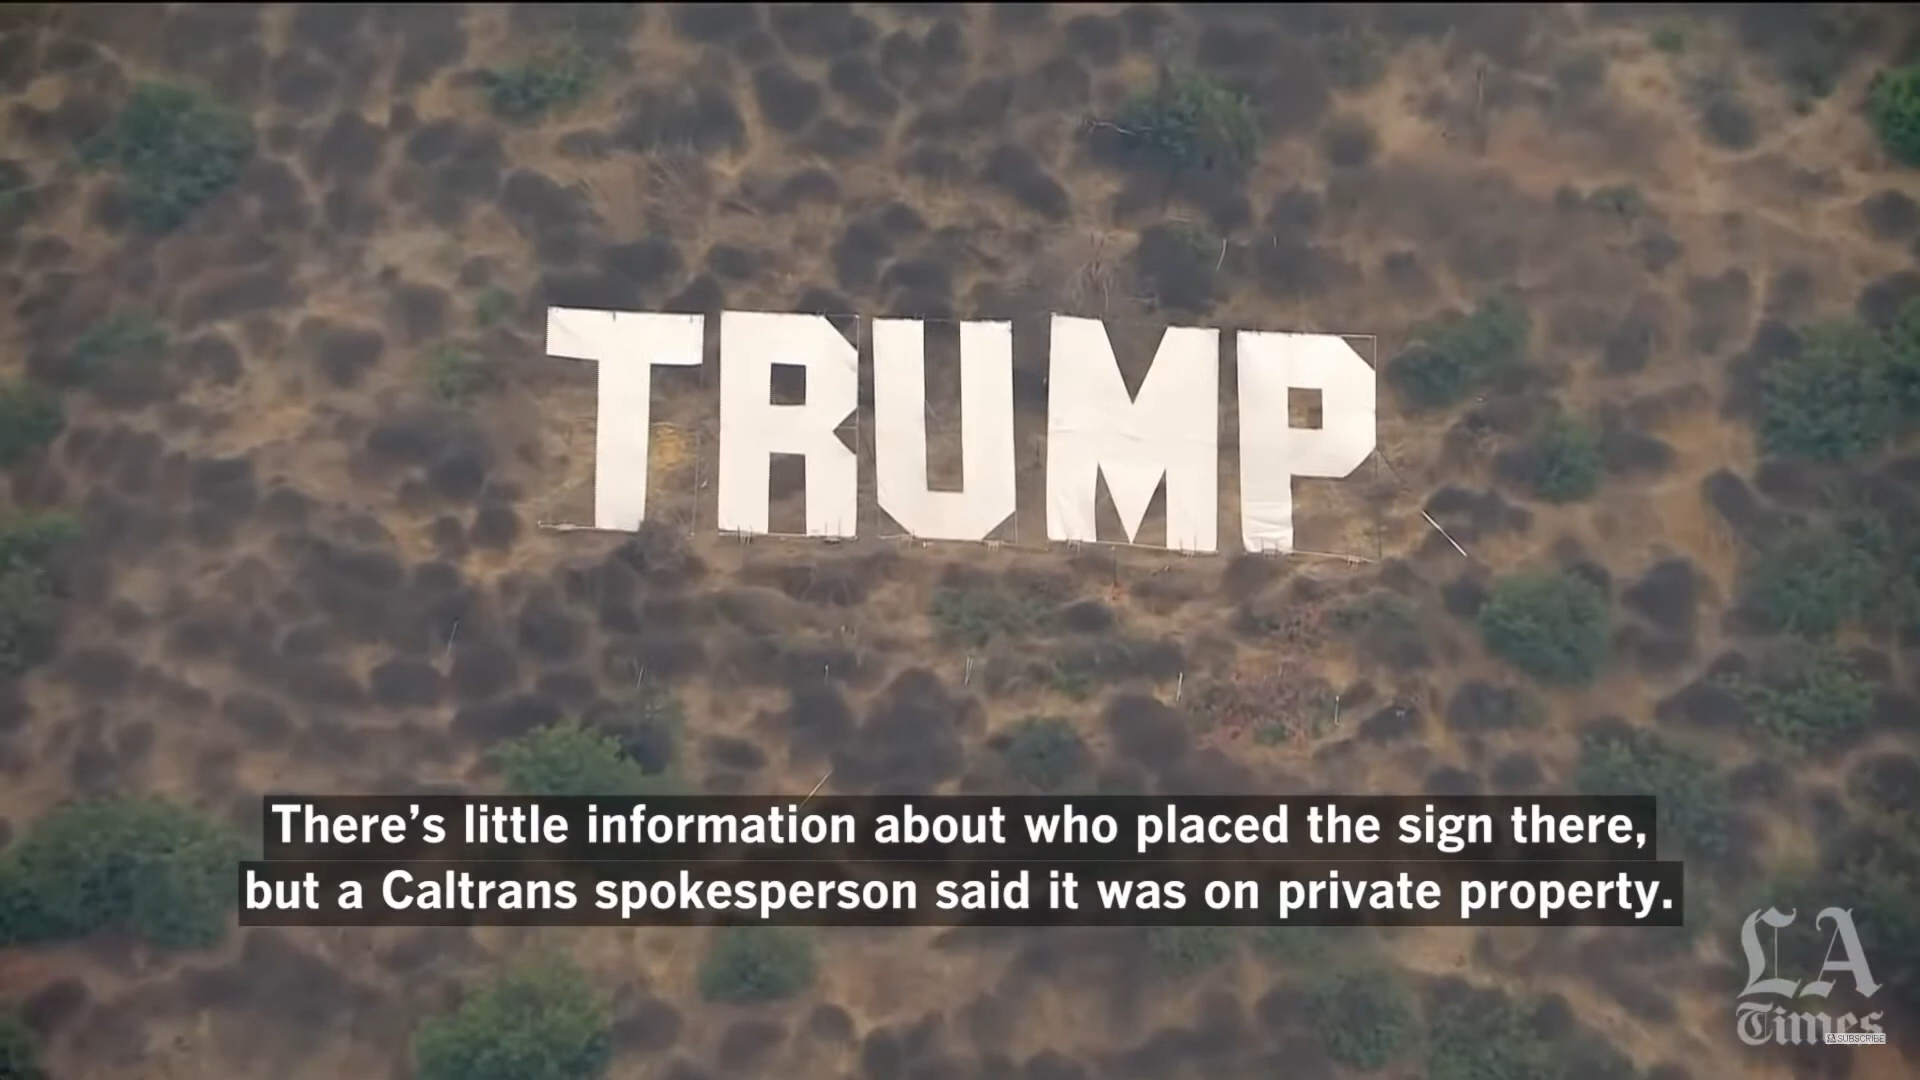 TRUMP
There’s little information about who placed the sign there,
but a Caltrans spokesperson said it was on private property.
LA
Times
SUBSCRIBE